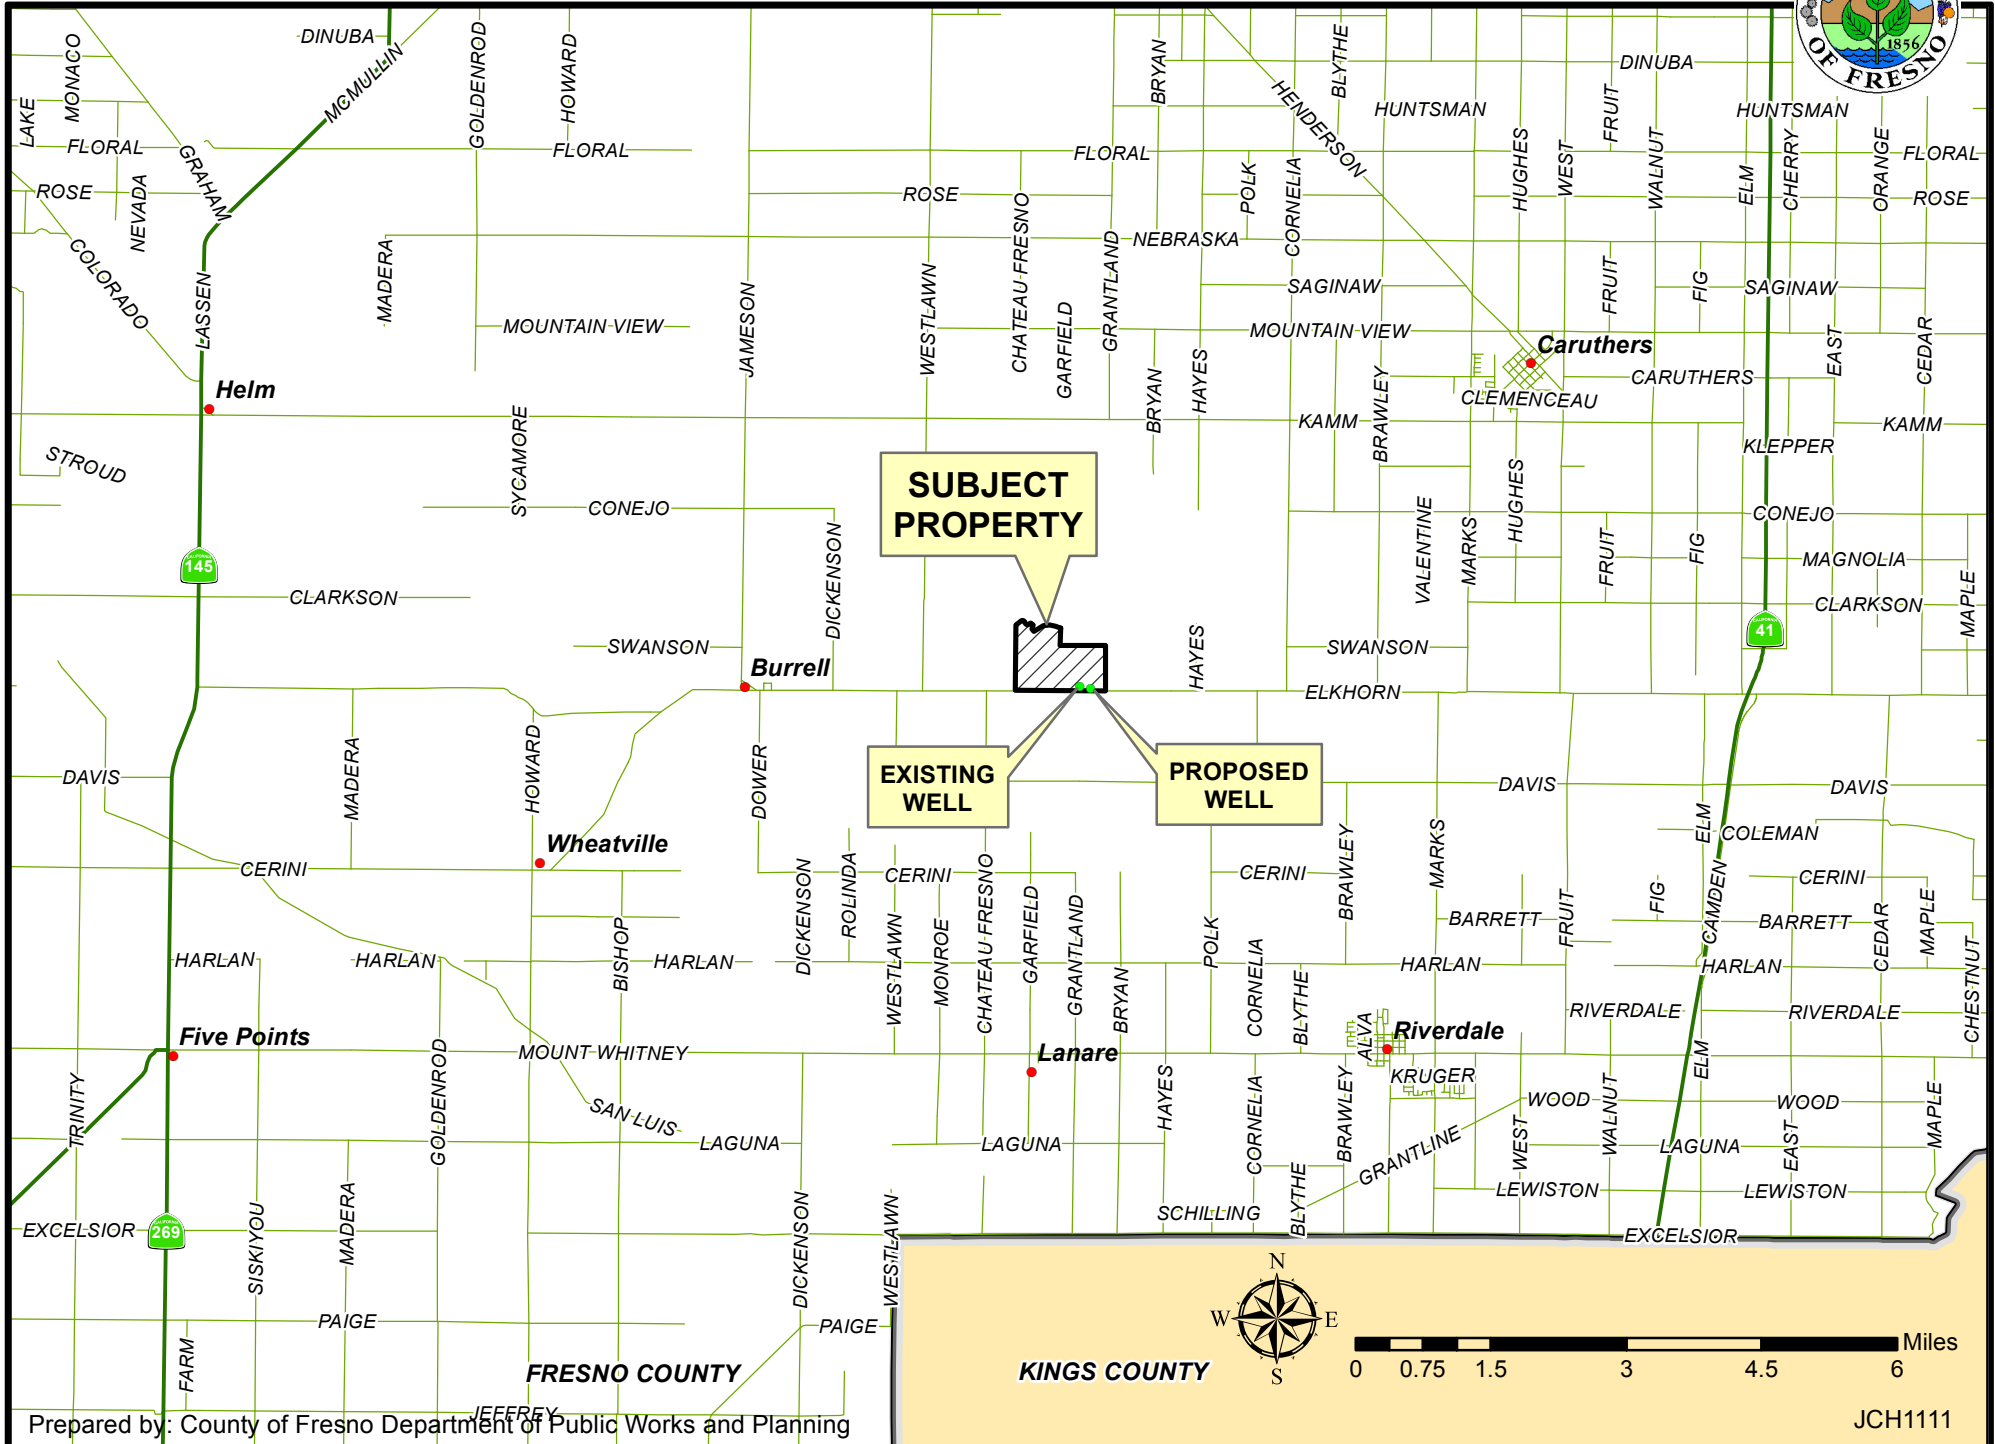 DINUBA
MCMULLIN
MONACO
LAKE
GOLDENROD
HOWARD
BRYAN
BLYTHE
HENDERSON
HUNTSMAN
DINUBA
FRUIT
HUNTSMAN
1856
OF FRESNO
FLORAL
GRAHAM
FLORAL
FLORAL
HUGHES
WEST
WALNUT
ELM
CHERRY
ORANGE
FLORAL
ROSE
NEVADA
ROSE
CHATEAU FRESNO
POLK
CORNELIA
ROSE
COLORADO
LASSEN
MADERA
GRANTLAND
NEBRASKA
JAMESON
WESTLAWN
GARFIELD
SAGINAW
FRUIT
FIG
SAGINAW
MOUNTAIN VIEW
MOUNTAIN VIEW
HAYES
BRYAN
BRAWLEY
Caruthers
CARUTHERS
EAST
CEDAR
Helm
CLEMENCEAU
KAMM
KAMM
KLEPPER
STROUD
SYCAMORE
CONEJO
DICKENSON
SUBJECT
PROPERTY
VALENTINE
MARKS
HUGHES
FRUIT
FIG
CONEJO
MAGNOLIA
CALIFORNIA
145
CLARKSON
CLARKSON
MAPLE
SWANSON
HAYES
SWANSON
CALIFORNIA
41
Burrell
ELKHORN
DAVIS
MADERA
HOWARD
DOWER
EXISTING
WELL
PROPOSED
WELL
DAVIS
DAVIS
Wheatville
BRAWLEY
MARKS
ELM
COLEMAN
CERINI
DICKENSON
ROLINDA
CERINI
CERINI
CERINI
WESTLAWN
MONROE
CHATEAU FRESNO
GARFIELD
GRANTLAND
BRYAN
POLK
CORNELIA
BLYTHE
BARRETT
FRUIT
FIG
CAMDEN
BARRETT
CEDAR
MAPLE
CHESTNUT
HARLAN
HARLAN
BISHOP
HARLAN
HARLAN
HARLAN
RIVERDALE
RIVERDALE
Five Points
GOLDENROD
MOUNT WHITNEY
Lanare
ALVA
Riverdale
ELM
KRUGER
TRINITY
SAN LUIS
HAYES
CORNELIA
BRAWLEY
WOOD
WALNUT
WOOD
MAPLE
LAGUNA
LAGUNA
GRANTLINE
WEST
LAGUNA
EAST
SISKIYOU
MADERA
DICKENSON
WESTLAWN
BLYTHE
LEWISTON
LEWISTON
SCHILLING
EXCELSIOR
CALIFORNIA
269
EXCELSIOR
PAIGE
PAIGE
FARM
FRESNO COUNTY
KINGS COUNTY
N
W
E
S
Miles
0 0.75 1.5 3 4.5 6
JEFFREY
Prepared by: County of Fresno Department of Public Works and Planning
JCH1111